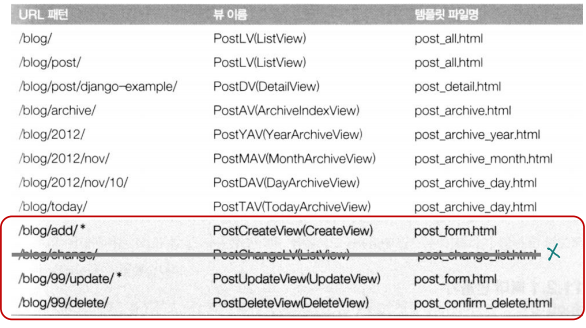 URL 패턴 뷰 이름 템플릿 파일명
/blog/ PostLV(ListView) post_all.html
/blog/post/ PostLV(ListView) post_all.html
/blog/post/django-example/ PostDV(DetailView) post_detail.html
/blog/archive/ PostAV(ArchiveIndexView) post_archive.html
/blog/2012/ PostYAV(YearArchiveView) post_archive_year.html
/blog/2012/nov/ PostMAV(MonthArchiveView) post_archive_month.html
/blog/2012/nov/10/ PostDAV(DayArchiveView) post_archive_day.html
/blog/today/ PostTAV(TodayArchiveView) post_archive_day.html
/blog/add/ * PostCreateView(CreateView) post_form.html
/blog/change/ PostChangeLV(ListView) post_change_list.html X
/blog/99/update/ * PostUpdateView(UpdateView) post_form.html
/blog/99/delete/ PostDeleteView(DeleteView) post_confirm_delete.html